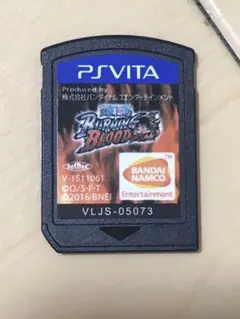 PSVITA
Produced by
株式会社バンダイナムコエンターテインメント
BURNING
BLOOD
BANDAI
NAMCO
Entertainment
V-1511061
©O/S・F・T
©2016 BNEI
VLJS-05073